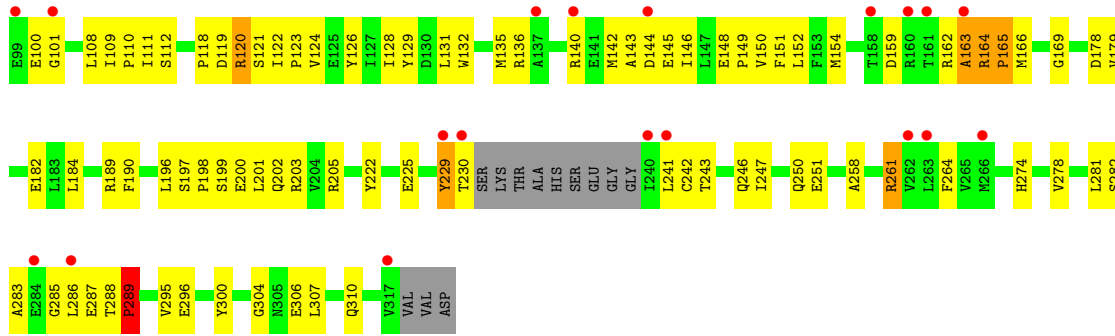 E99 E100 G101 L108 I109 P110 I111 S112 P118 D119 R120 S121 I122 P123 V124 E125 Y126 I127 I128 Y129 D130 L131 W132 M135 R136 A137 R140 E141 M142 A143 D144 E145 I146 L147 E148 P149 V150 F151 L152 F153 M154 T158 D159 R160 T161 R162 A163 R164 P165 M166 G169 D178 V179
E182 L183 L184 R189 F190 L196 S197 P198 S199 E200 L201 Q202 R203 V204 R205 Y222 E225 Y229 T230 SER LYS THR ALA HIS SER GLU GLY GLY I240 L241 C242 T243 Q246 I247 Q250 E251 A258 R261 V262 L263 F264 V265 M266 H274 V278 L281 S282
A283 E284 G285 L286 E287 T288 P289 V295 E296 Y300 G304 N305 E306 L307 Q310 V317 VAL VAL ASP